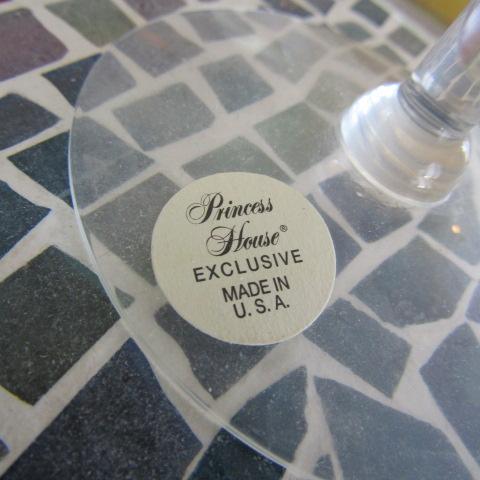 Princess
House®
EXCLUSIVE
MADE IN
U.S.A.